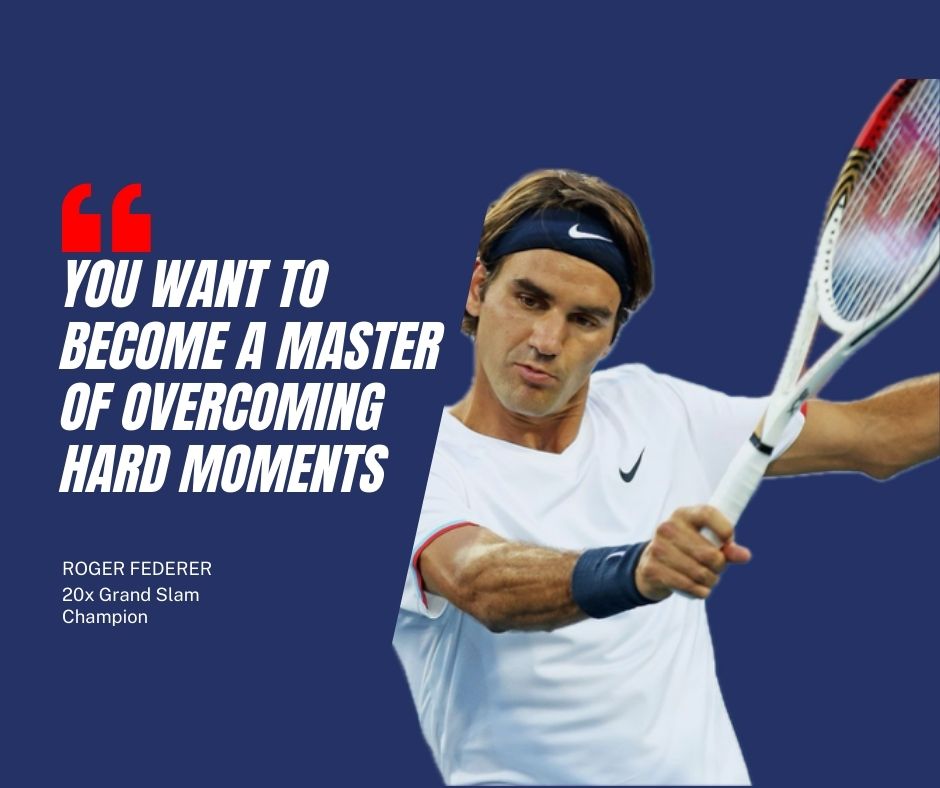 YOU WANT TO
BECOME A MASTER
OF OVERCOMING
HARD MOMENTS
ROGER FEDERER
20x Grand Slam
Champion